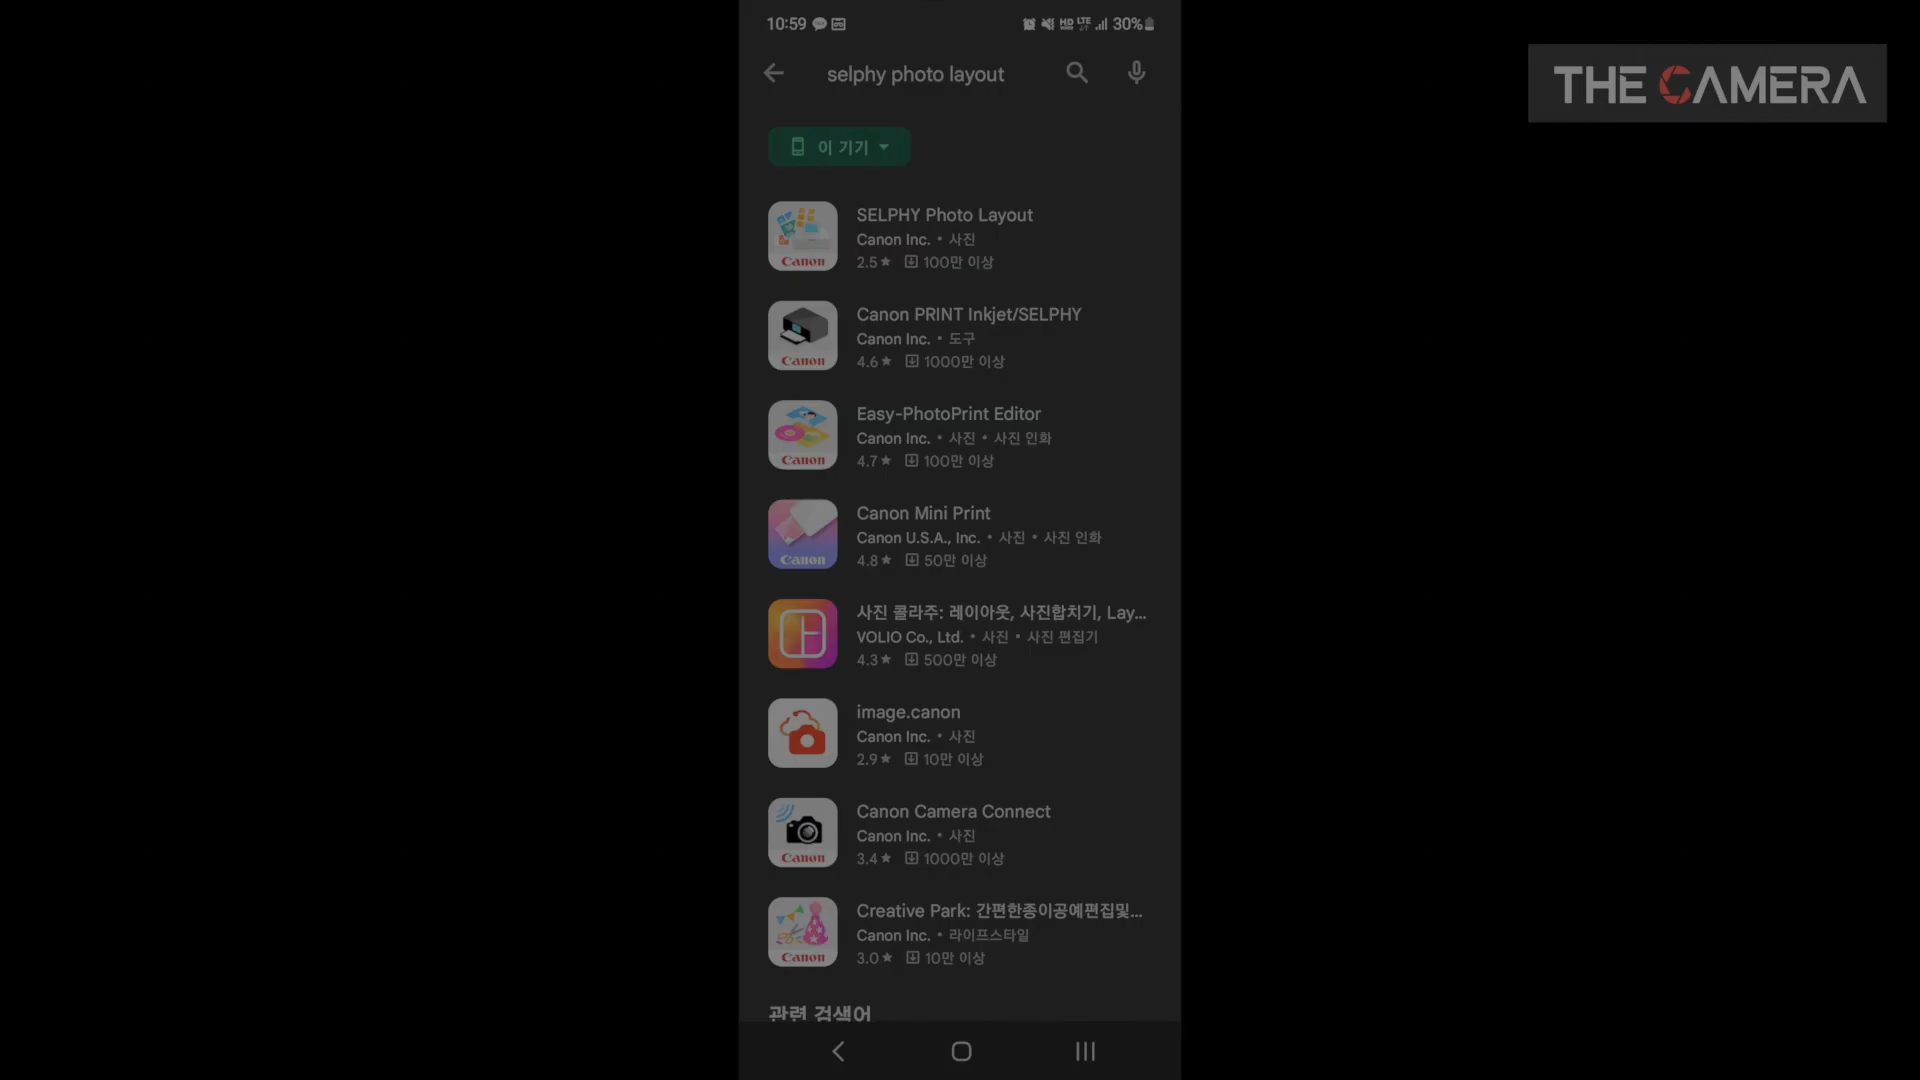 10:59
HD LTE 30%
THE CAMERA
selphy photo layout
이 기기
SELPHY Photo Layout
Canon Inc. • 사진
2.5★ 100만 이상
Canon
Canon PRINT Inkjet/SELPHY
Canon Inc. • 도구
4.6★ 1000만 이상
Canon
Easy-PhotoPrint Editor
Canon Inc. • 사진 • 사진 인화
4.7★ 100만 이상
Canon
Canon Mini Print
Canon U.S.A., Inc. • 사진 • 사진 인화
4.8★ 50만 이상
Canon
사진 콜라주: 레이아웃, 사진합치기, Lay...
VOLIO Co., Ltd. • 사진 • 사진 편집기
4.3★ 500만 이상
image.canon
Canon Inc. • 사진
2.9★ 10만 이상
Canon Camera Connect
Canon Inc. • 사진
3.4★ 1000만 이상
Canon
Creative Park: 간편한종이공예편집및...
Canon Inc. • 라이프스타일
3.0★ 10만 이상
Canon
관련 검색어